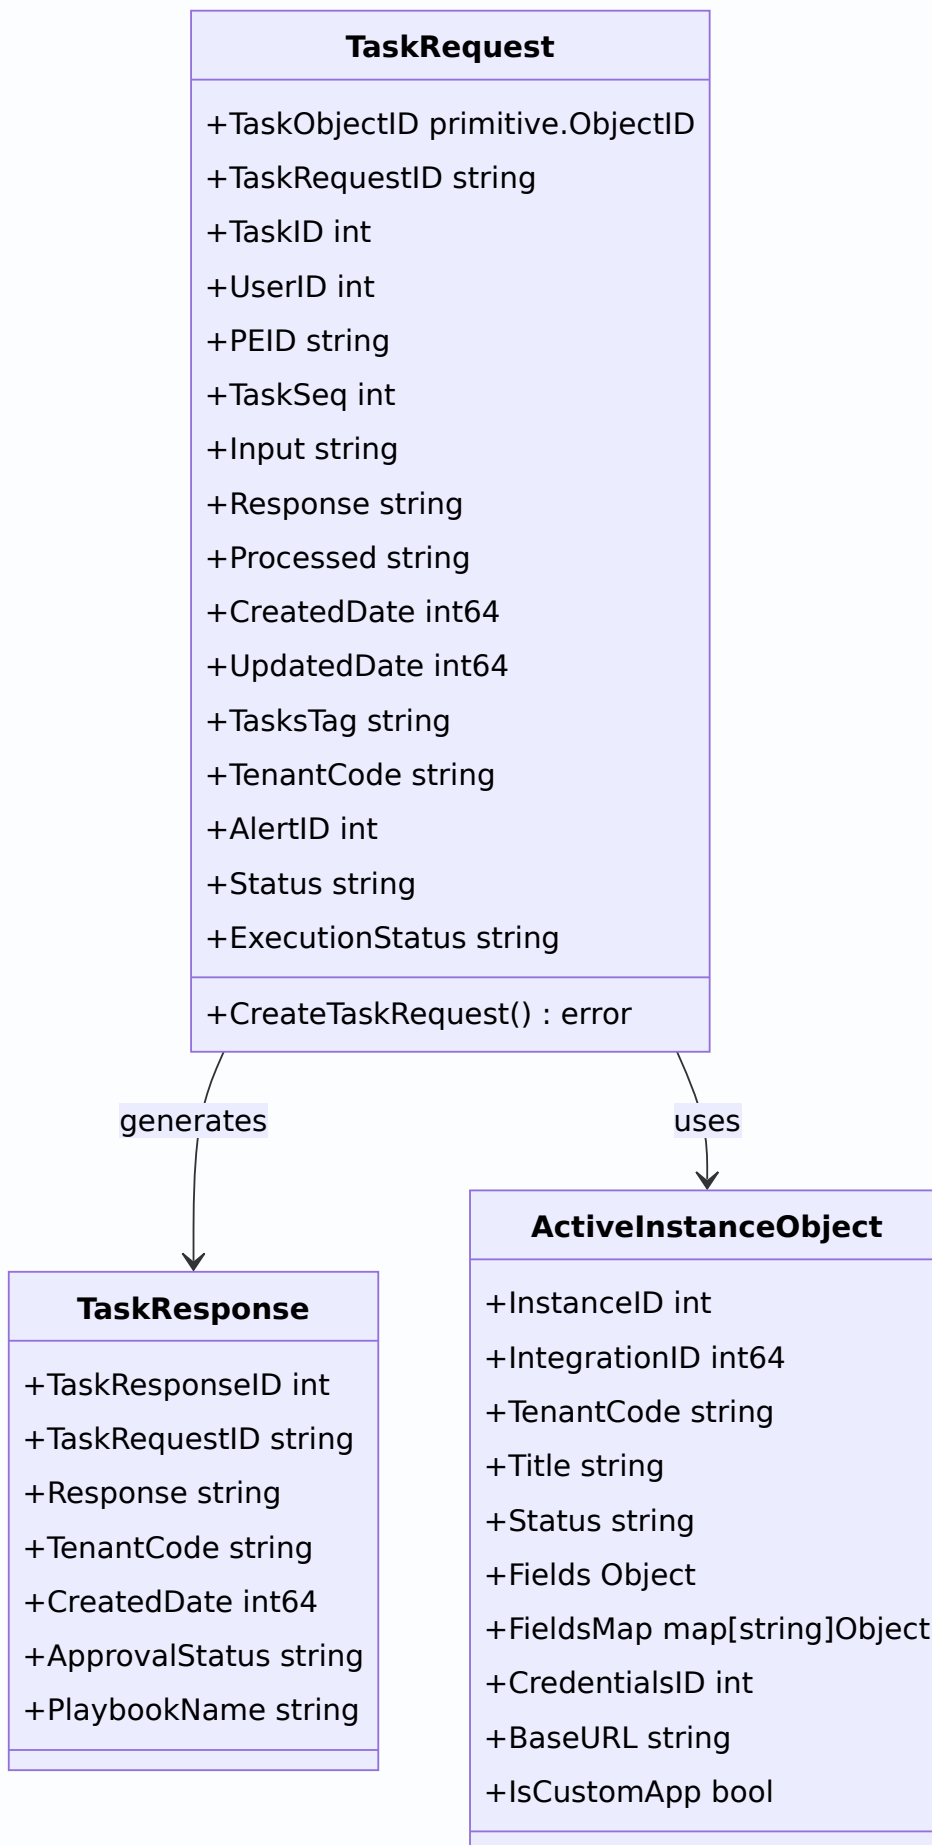 TaskRequest
+TaskObjectID primitive.ObjectID
+TaskRequestID string
+TaskID int
+UserID int
+PEID string
+TaskSeq int
+Input string
+Response string
+Processed string
+CreatedDate int64
+UpdatedDate int64
+TasksTag string
+TenantCode string
+AlertID int
+Status string
+ExecutionStatus string
+CreateTaskRequest() : error
generates
uses
TaskResponse
+TaskResponseID int
+TaskRequestID string
+Response string
+TenantCode string
+CreatedDate int64
+ApprovalStatus string
+PlaybookName string
ActiveInstanceObject
+InstanceID int
+IntegrationID int64
+TenantCode string
+Title string
+Status string
+Fields Object
+FieldsMap map[string]Object
+CredentialsID int
+BaseURL string
+IsCustomApp bool